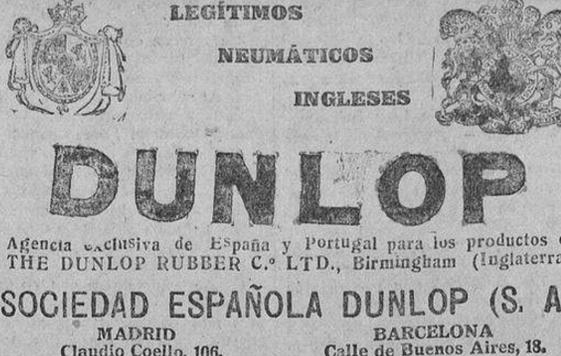 LEGÍTIMOS
NEUMÁTICOS
INGLESES
DUNLOP
Agencia exclusiva de España y Portugal para los productos
THE DUNLOP RUBBER C.º LTD., Birmingham (Inglaterra
SOCIEDAD ESPAÑOLA DUNLOP (S. A
MADRID
Claudio Coello, 106.
BARCELONA
Calle de Buenos Aires, 18.